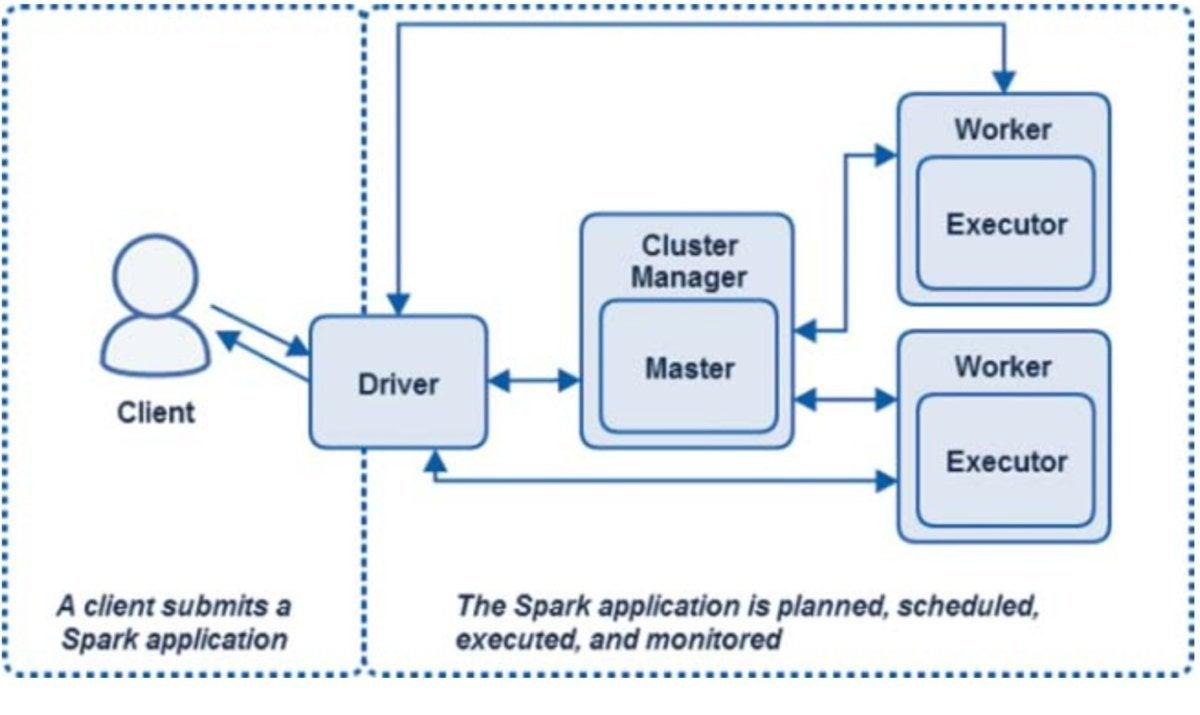 Worker
Executor
Cluster
Manager
Master
Driver
Client
Worker
Executor
A client submits a
Spark application
The Spark application is planned, scheduled,
executed, and monitored